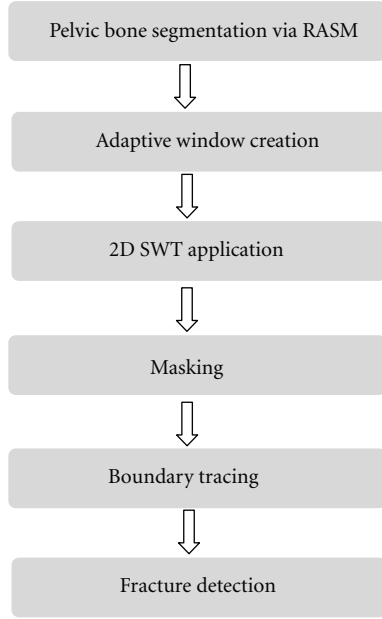 Pelvic bone segmentation via RASM
Adaptive window creation
2D SWT application
Masking
Boundary tracing
Fracture detection